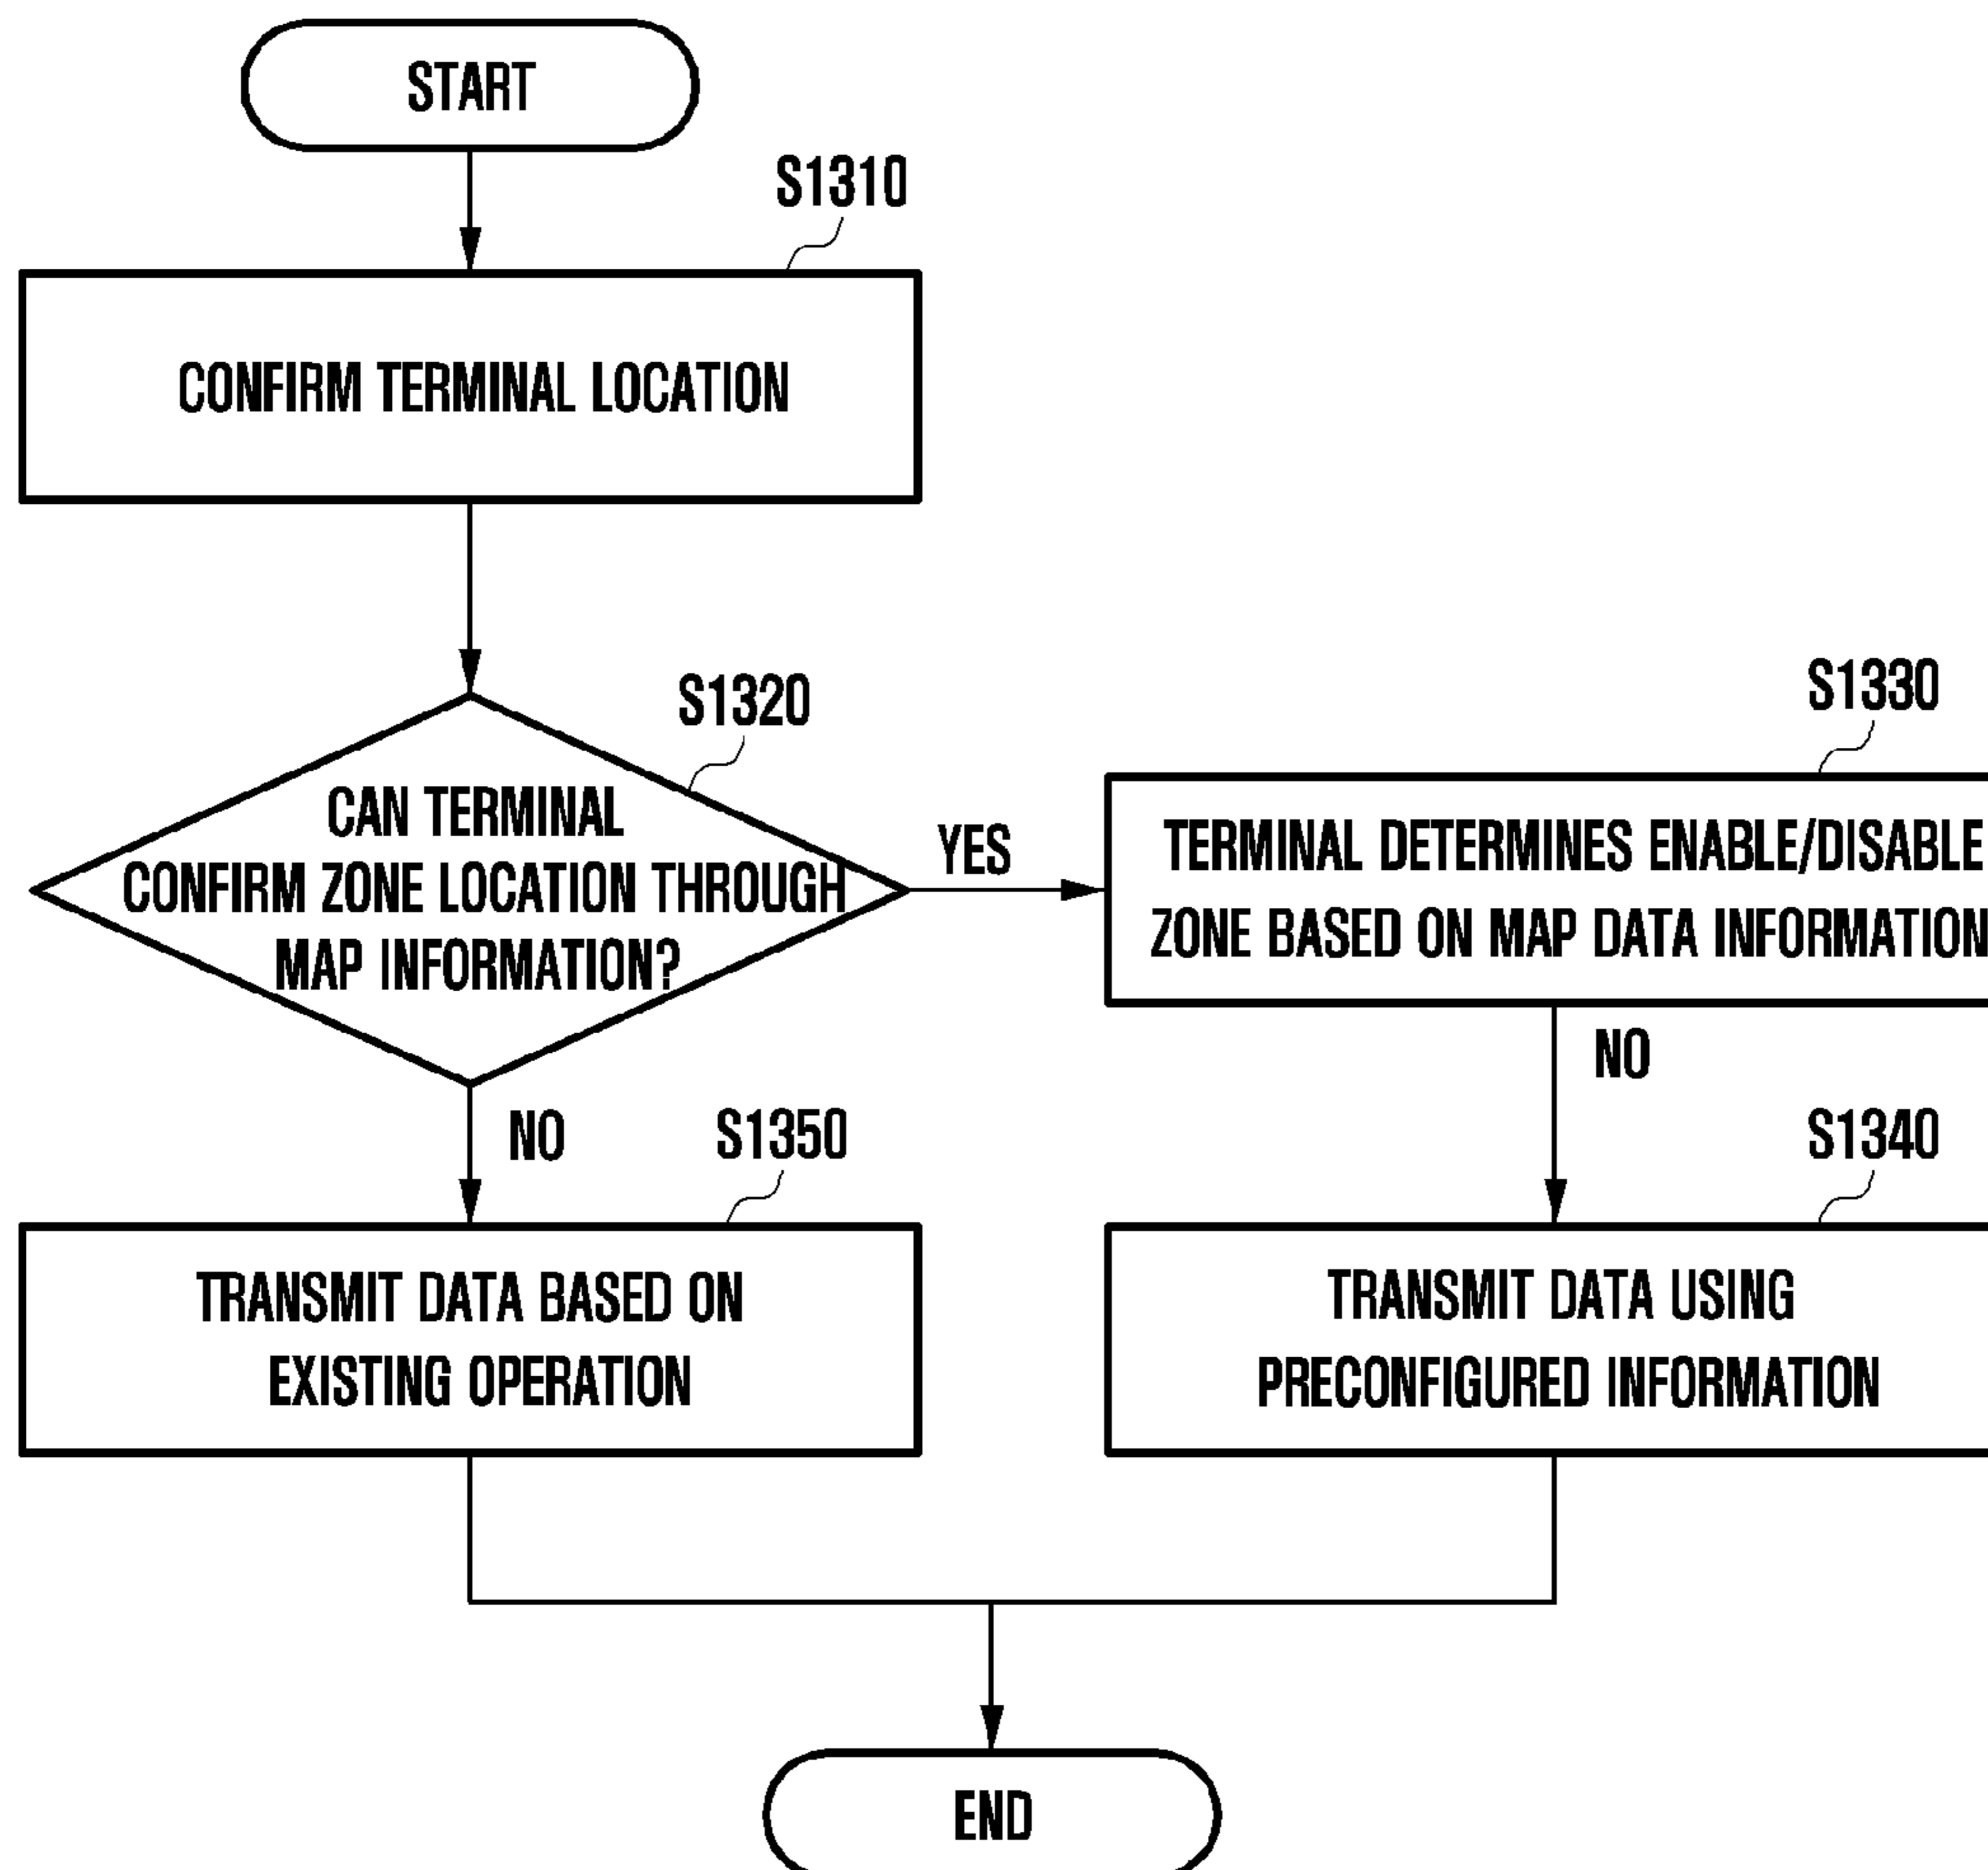 START
S1310
CONFIRM TERMINAL LOCATION
S1320
CAN TERMINAL
CONFIRM ZONE LOCATION THROUGH
MAP INFORMATION?
YES
S1330
TERMINAL DETERMINES ENABLE/DISABLE
ZONE BASED ON MAP DATA INFORMATION
NO
NO
S1350
TRANSMIT DATA BASED ON
EXISTING OPERATION
S1340
TRANSMIT DATA USING
PRECONFIGURED INFORMATION
END